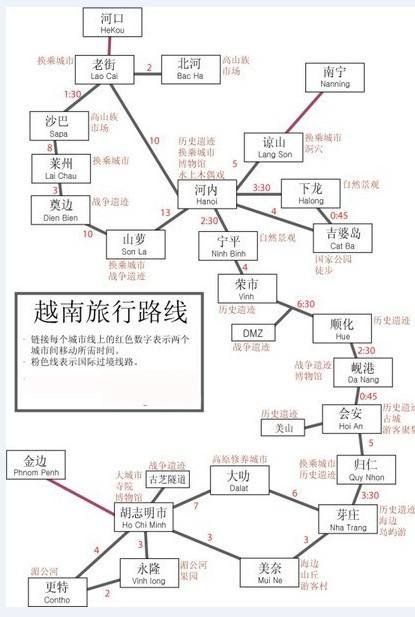 河口
HeKou
换乘城市
老街
Lao Cai
2
北河
Bac Ha
高山族
市场
南宁
Nanning
1:30
沙巴
Sapa
高山族
市场
10
历史遗迹
换乘城市
博物馆
水上木偶戏
谅山
Lang Son
换乘城市
洞穴
8
莱州
Lai Chau
换乘城市
5
3
奠边
Dien Bien
战争遗迹
河内
Hanoi
3:30
下龙
Halong
自然景观
10
13
2:30
4
0:45
山萝
Son La
换乘城市
战争遗迹
宁平
Ninh Binh
自然景观
吉婆岛
Cat Ba
国家公园
徒步
4
荣市
Vinh
历史遗迹
6:30
越南旅行路线
· 链接每个城市线上的红色数字表示两个
城市间移动所需时间。
· 粉色线表示国际过境线路。
DMZ
战争遗迹
顺化
Hue
历史遗迹
2:30
战争遗迹
博物馆
岘港
Da Nang
0:45
历史遗迹
美山
会安
Hoi An
历史遗迹
古城
游客聚集
5
金边
Phnom Penh
战争遗迹
古芝隧道
大城市
寺院
博物馆
高原修养城市
大叻
Dalat
换乘城市
历史遗迹
归仁
Quy Nhon
3:30
胡志明市
Ho Chi Minh
7
6
芽庄
Nha Trang
历史遗迹
海边
岛屿游
4
3
3
3
湄公河
更特
Contho
2
永隆
Vinh long
湄公河
果园
美奈
Mui Ne
海边
山丘
游客村